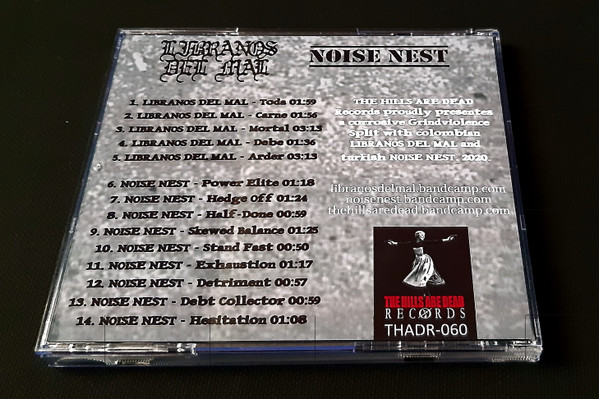 LIBRANOS
DEL MAL
NOISE NEST
1. LIBRANOS DEL MAL - Toda 01:59
2. LIBRANOS DEL MAL - Carne 01:56
3. LIBRANOS DEL MAL - Mortal 03:13
4. LIBRANOS DEL MAL - Debe 01:36
5. LIBRANOS DEL MAL - Arder 03:13
6. NOISE NEST - Power Elite 01:18
7. NOISE NEST - Hedge Off 01:24
8. NOISE NEST - Half-Done 00:59
9. NOISE NEST - Skewed Balance 01:25
10. NOISE NEST - Stand Fast 00:50
11. NOISE NEST - Exhaustion 01:17
12. NOISE NEST - Detriment 00:57
13. NOISE NEST - Debt Collector 00:59
14. NOISE NEST - Hesitation 01:08
THE HILLS ARE DEAD
Records proudly presentes
a corrosive Grindviolence
Split with colombian
LIBRANOS DEL MAL and
turkish NOISE NEST, 2020.
libranosdelmal.bandcamp.com
noisenest.bandcamp.com
thehillsaredead.bandcamp.com
THE HILLS ARE DEAD
RECORDS
THADR-060